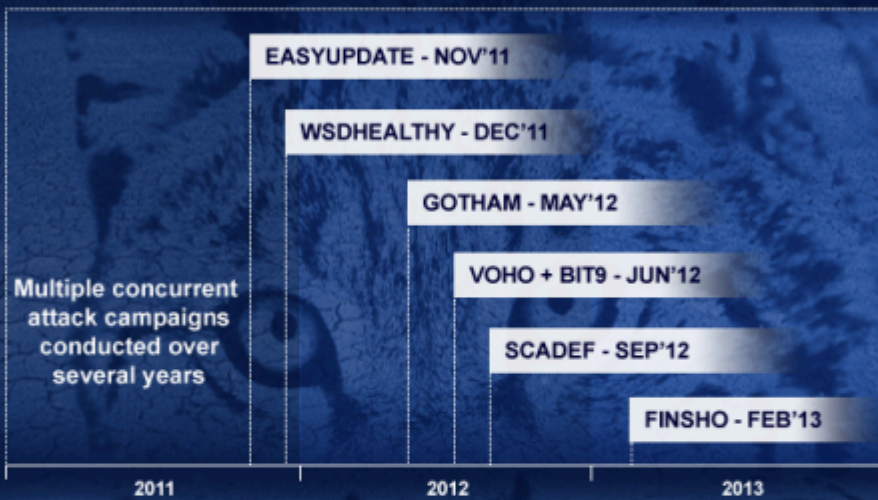 EASYUPDATE - NOV'11
WSDHEALTHY - DEC'11
GOTHAM - MAY'12
VOHO + BIT9 - JUN'12
SCADEF - SEP'12
FINSHO - FEB'13
Multiple concurrent
attack campaigns
conducted over
several years
2011
2012
2013